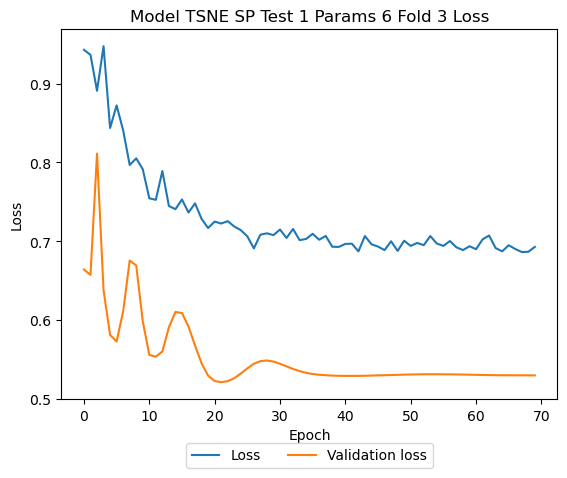 Model TSNE SP Test 1 Params 6 Fold 3 Loss
0.9
0.8
0.7
0.6
0.5
Loss
0 10 20 30 40 50 60 70
Epoch
Loss Validation loss